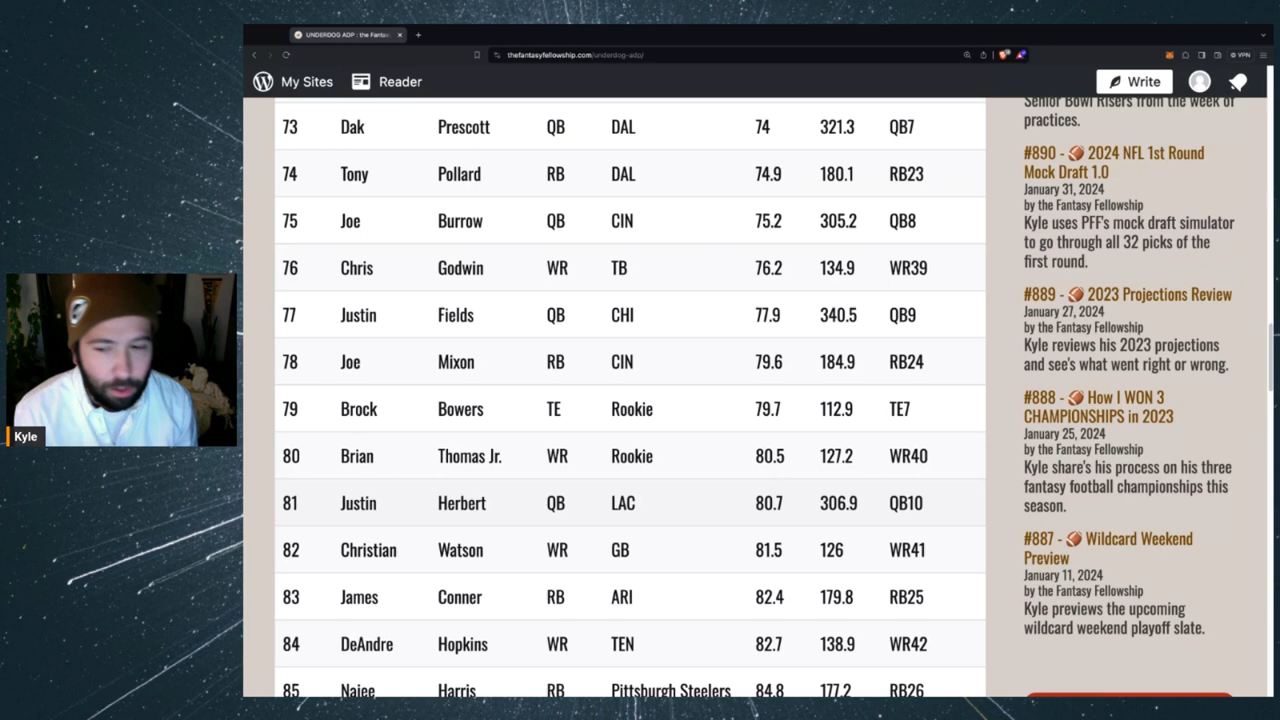 UNDERDOG ADP : the Fantas
thefantasyfellowship.com/underdog-adp/
VPN
My Sites
Reader
Write
73 Dak Prescott QB DAL 74 321.3 QB7
74 Tony Pollard RB DAL 74.9 180.1 RB23
75 Joe Burrow QB CIN 75.2 305.2 QB8
76 Chris Godwin WR TB 76.2 134.9 WR39
77 Justin Fields QB CHI 77.9 340.5 QB9
78 Joe Mixon RB CIN 79.6 184.9 RB24
79 Brock Bowers TE Rookie 79.7 112.9 TE7
80 Brian Thomas Jr. WR Rookie 80.5 127.2 WR40
81 Justin Herbert QB LAC 80.7 306.9 QB10
82 Christian Watson WR GB 81.5 126 WR41
83 James Conner RB ARI 82.4 179.8 RB25
84 DeAndre Hopkins WR TEN 82.7 138.9 WR42
85 Najee Harris RB Pittsburgh Steelers 84.8 177.2 RB26
Senior Bowl Risers from the week of
practices.
#890 - 🏈 2024 NFL 1st Round
Mock Draft 1.0
January 31, 2024
by the Fantasy Fellowship
Kyle uses PFF's mock draft simulator
to go through all 32 picks of the
first round.
#889 - 🏈 2023 Projections Review
January 27, 2024
by the Fantasy Fellowship
Kyle reviews his 2023 projections
and see's what went right or wrong.
#888 - 🏈 How I WON 3
CHAMPIONSHIPS in 2023
January 25, 2024
by the Fantasy Fellowship
Kyle share's his process on his three
fantasy football championships this
season.
#887 - 🏈 Wildcard Weekend
Preview
January 11, 2024
by the Fantasy Fellowship
Kyle previews the upcoming
wildcard weekend playoff slate.
Kyle